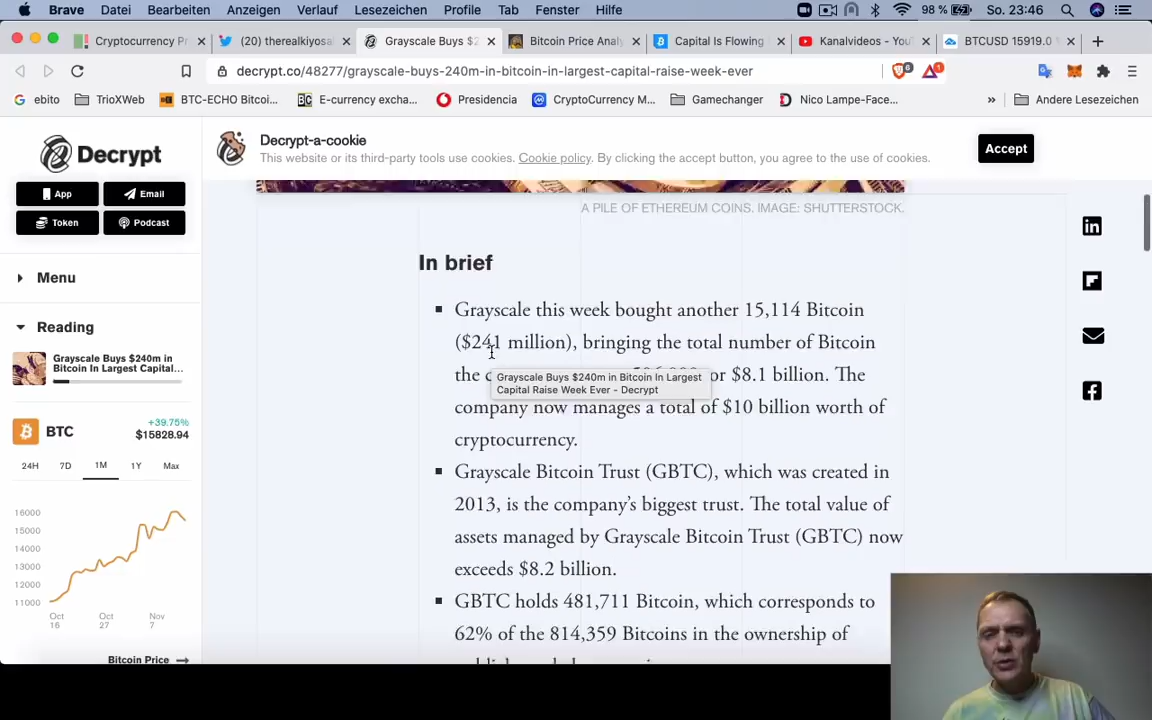 Brave Datei Bearbeiten Anzeigen Verlauf Lesezeichen Profile Tab Fenster Hilfe 98 % So. 23:46
Cryptocurrency Pr
(20) therealkiyosal
Grayscale Buys $2
Bitcoin Price Anal
Capital Is Flowing
Kanalvideos - You
BTCUSD 15919.0
decrypt.co/48277/grayscale-buys-240m-in-bitcoin-in-largest-capital-raise-week-ever
ebito TrioXWeb BTC-ECHO Bitcoi... E-currency excha... Presidencia CryptoCurrency M... Gamechanger Nico Lampe-Face... » Andere Lesezeichen
Decrypt
App
Email
Token
Podcast
Menu
Reading
Grayscale Buys $240m in
Bitcoin In Largest Capital...
BTC
+39.75%
$15828.94
24H 7D 1M 1Y Max
16000
15000
14000
13000
12000
11000
Oct 16
Oct 27
Nov 7
Bitcoin Price
Decrypt-a-cookie
This website or its third-party tools use cookies. Cookie policy. By clicking the accept button, you agree to the use of cookies.
Accept
A PILE OF ETHEREUM COINS. IMAGE: SHUTTERSTOCK.
In brief
Grayscale this week bought another 15,114 Bitcoin
($241 million), bringing the total number of Bitcoin
the or $8.1 billion. The
Grayscale Buys $240m in Bitcoin In Largest
Capital Raise Week Ever - Decrypt
company now manages a total of $10 billion worth of
cryptocurrency.
Grayscale Bitcoin Trust (GBTC), which was created in
2013, is the company's biggest trust. The total value of
assets managed by Grayscale Bitcoin Trust (GBTC) now
exceeds $8.2 billion.
GBTC holds 481,711 Bitcoin, which corresponds to
62% of the 814,359 Bitcoins in the ownership of